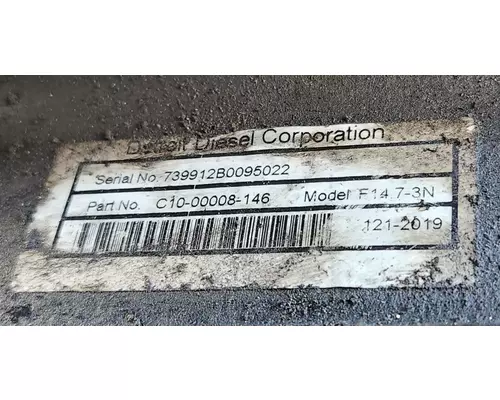 Detroit Diesel Corporation
Serial No. 739912B0095022
Part No. C10-00008-146 Model F14.7-3N
121-2019